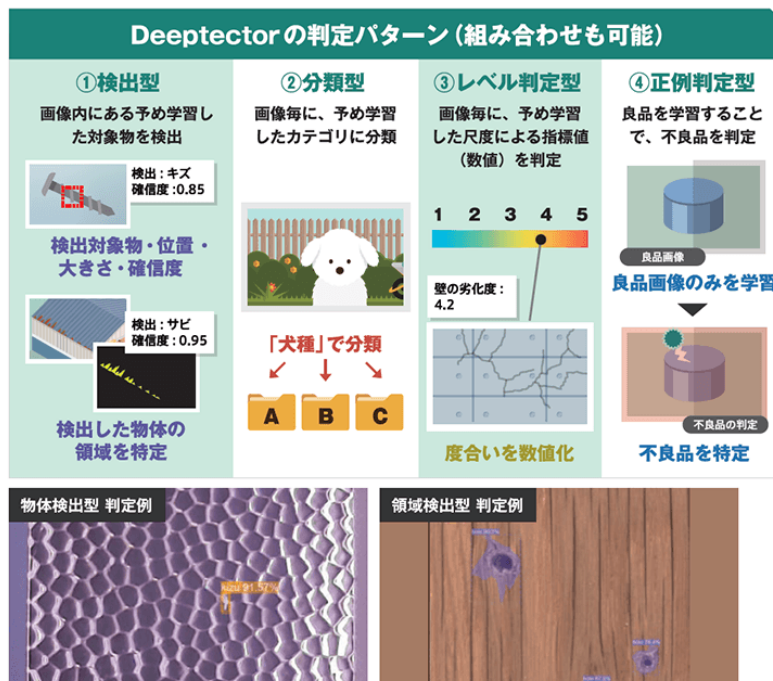 Deeptectorの判定パターン（組み合わせも可能）
①検出型
画像内にある予め学習し
た対象物を検出
検出：キズ
確信度：0.85
検出対象物・位置・
大きさ・確信度
検出：サビ
確信度：0.95
検出した物体の
領域を特定
②分類型
画像毎に、予め学習
したカテゴリに分類
「犬種」で分類
A B C
③レベル判定型
画像毎に、予め学習
した尺度による指標値
（数値）を判定
1 2 3 4 5
壁の劣化度：
4.2
度合いを数値化
④正例判定型
良品を学習すること
で、不良品を判定
良品画像
良品画像のみを学習
不良品の判定
不良品を特定
物体検出型 判定例
kizu 91.57%
領域検出型 判定例